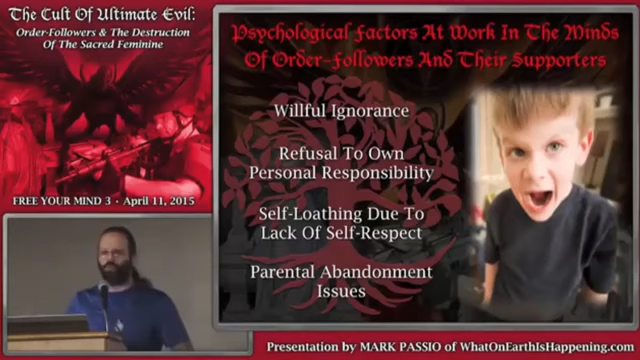 The Cult Of Ultimate Evil:
Order-Followers & The Destruction
Of The Sacred Feminine
FREE YOUR MIND 3 · April 11, 2015
Psychological Factors At Work In The Minds
Of Order-Followers And Their Supporters
Willful Ignorance
Refusal To Own
Personal Responsibility
Self-Loathing Due To
Lack Of Self-Respect
Parental Abandonment
Issues
Presentation by MARK PASSIO of WhatOnEarthIsHappening.com